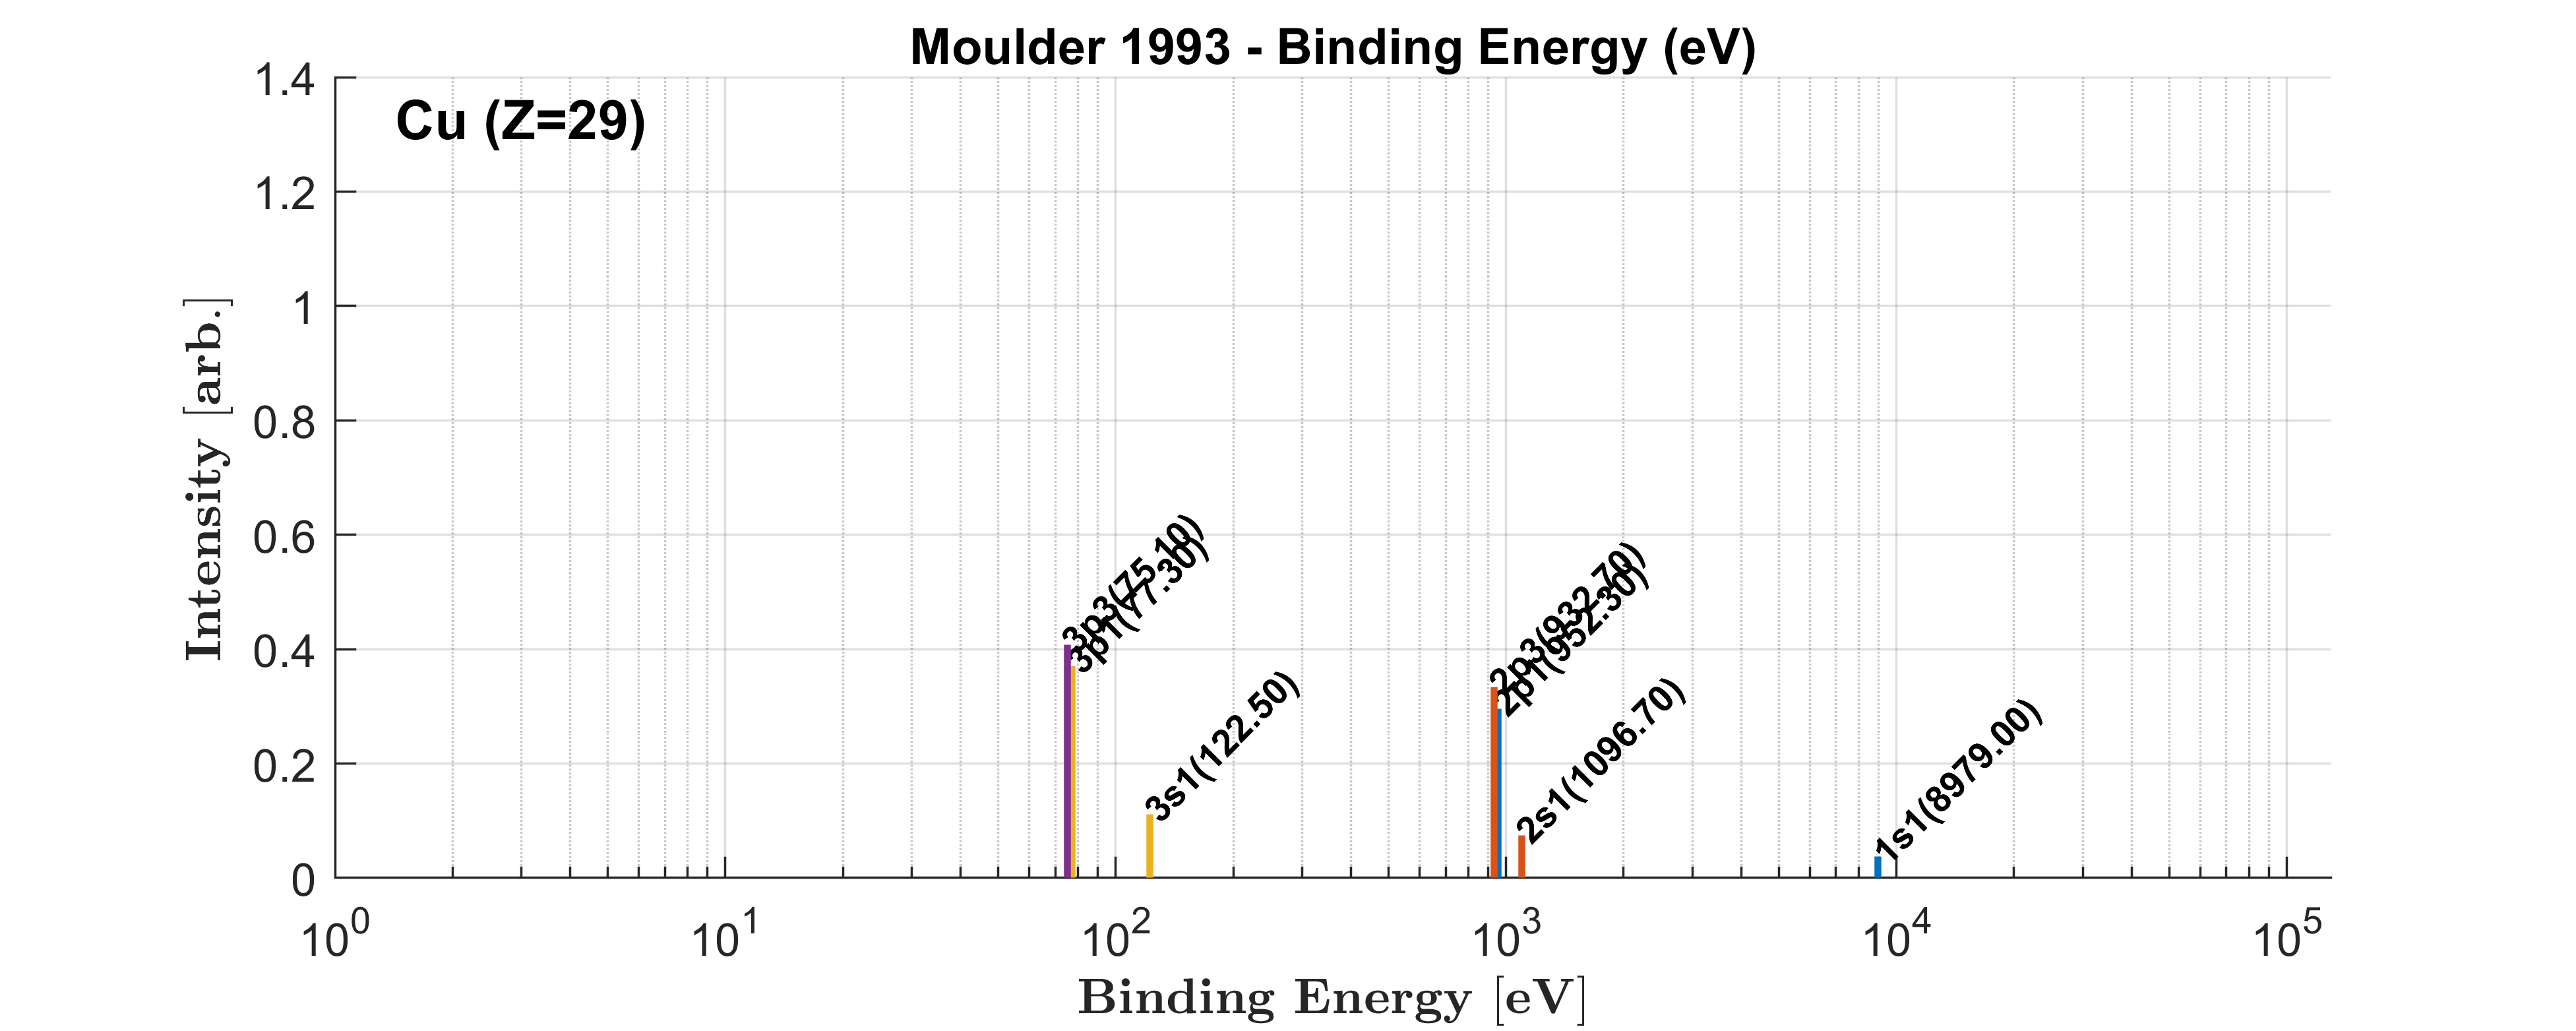 Moulder 1993 - Binding Energy (eV)
Cu (Z=29)
Intensity [arb.]
1.4
1.2
1
0.8
0.6
0.4
0.2
0
3p3(75.10)
3p1(77.30)
3s1(122.50)
2p3(932.70)
2p1(952.30)
2s1(1096.70)
1s1(8979.00)
10^0 10^1 10^2 10^3 10^4 10^5
Binding Energy [eV]